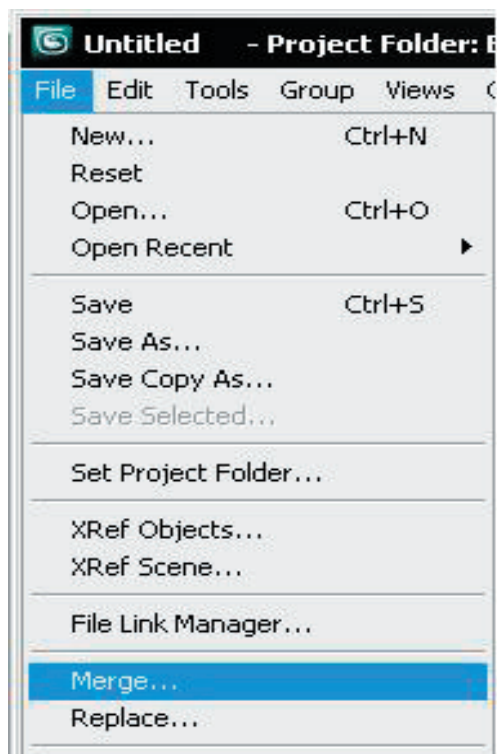 Untitled - Project Folder:
File Edit Tools Group Views
New... Ctrl+N
Reset
Open... Ctrl+O
Open Recent
Save Ctrl+S
Save As...
Save Copy As...
Save Selected...
Set Project Folder...
XRef Objects...
XRef Scene...
File Link Manager...
Merge...
Replace...